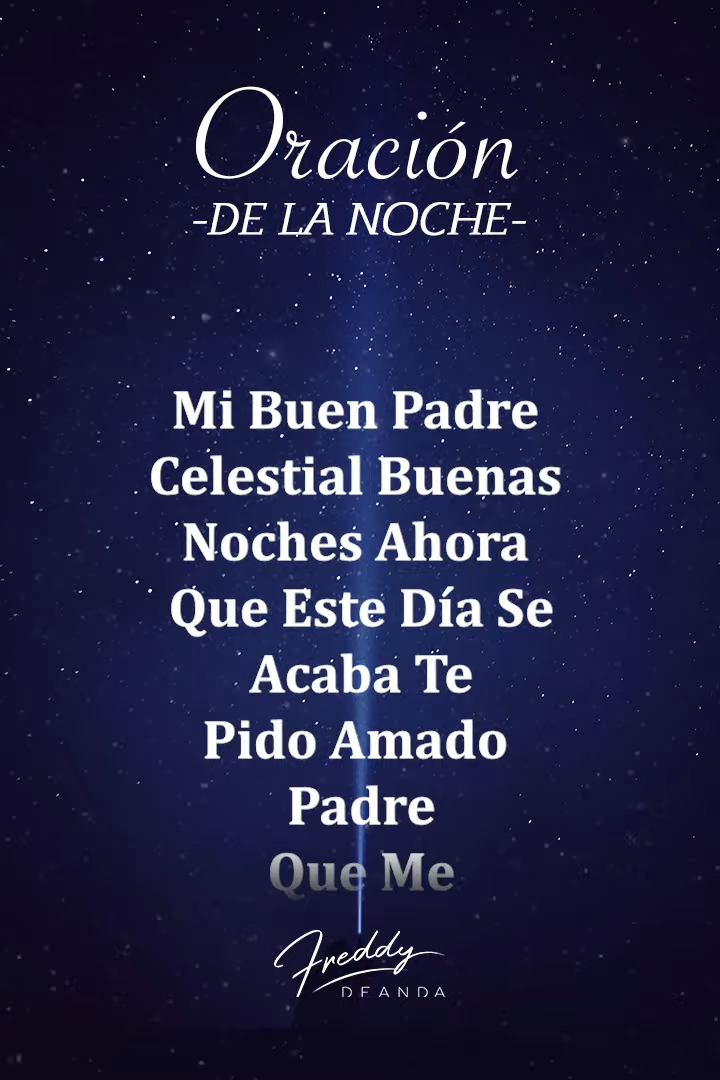 Oración
-DE LA NOCHE-
Mi Buen Padre
Celestial Buenas
Noches Ahora
Que Este Día Se
Acaba Te
Pido Amado
Padre
Que Me
Freddy
DEANDA